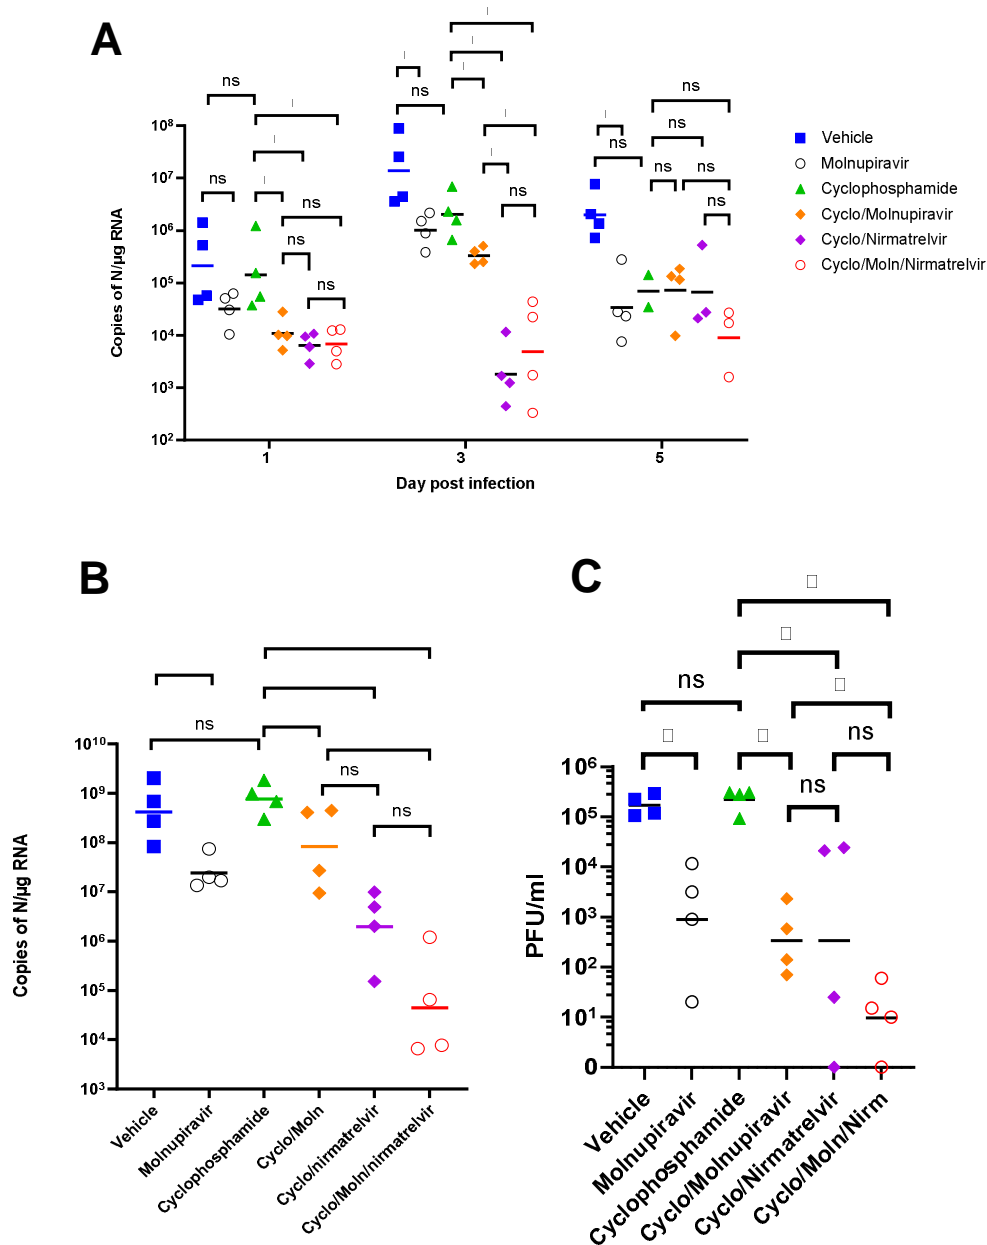 A
ns
ns
ns
ns
ns
ns
ns
ns
ns
ns
ns
ns
ns
10⁸
10⁷
10⁶
10⁵
10⁴
10³
10²
Copies of N/µg RNA
1
3
5
Day post infection
Vehicle
Molnupiravir
Cyclophosphamide
Cyclo/Molnupiravir
Cyclo/Nirmatrelvir
Cyclo/Moln/Nirmatrelvir
B
ns
ns
ns
10¹⁰
10⁹
10⁸
10⁷
10⁶
10⁵
10⁴
10³
Copies of N/µg RNA
Vehicle
Molnupiravir
Cyclophosphamide
Cyclo/Moln
Cyclo/nirmatrelvir
Cyclo/Moln/nirmatrelvir
C
ns
ns
ns
10⁶
10⁵
10⁴
10³
10²
10¹
0
PFU/ml
Vehicle
Molnupiravir
Cyclophosphamide
Cyclo/Molnupiravir
Cyclo/Nirmatrelvir
Cyclo/Moln/Nirm